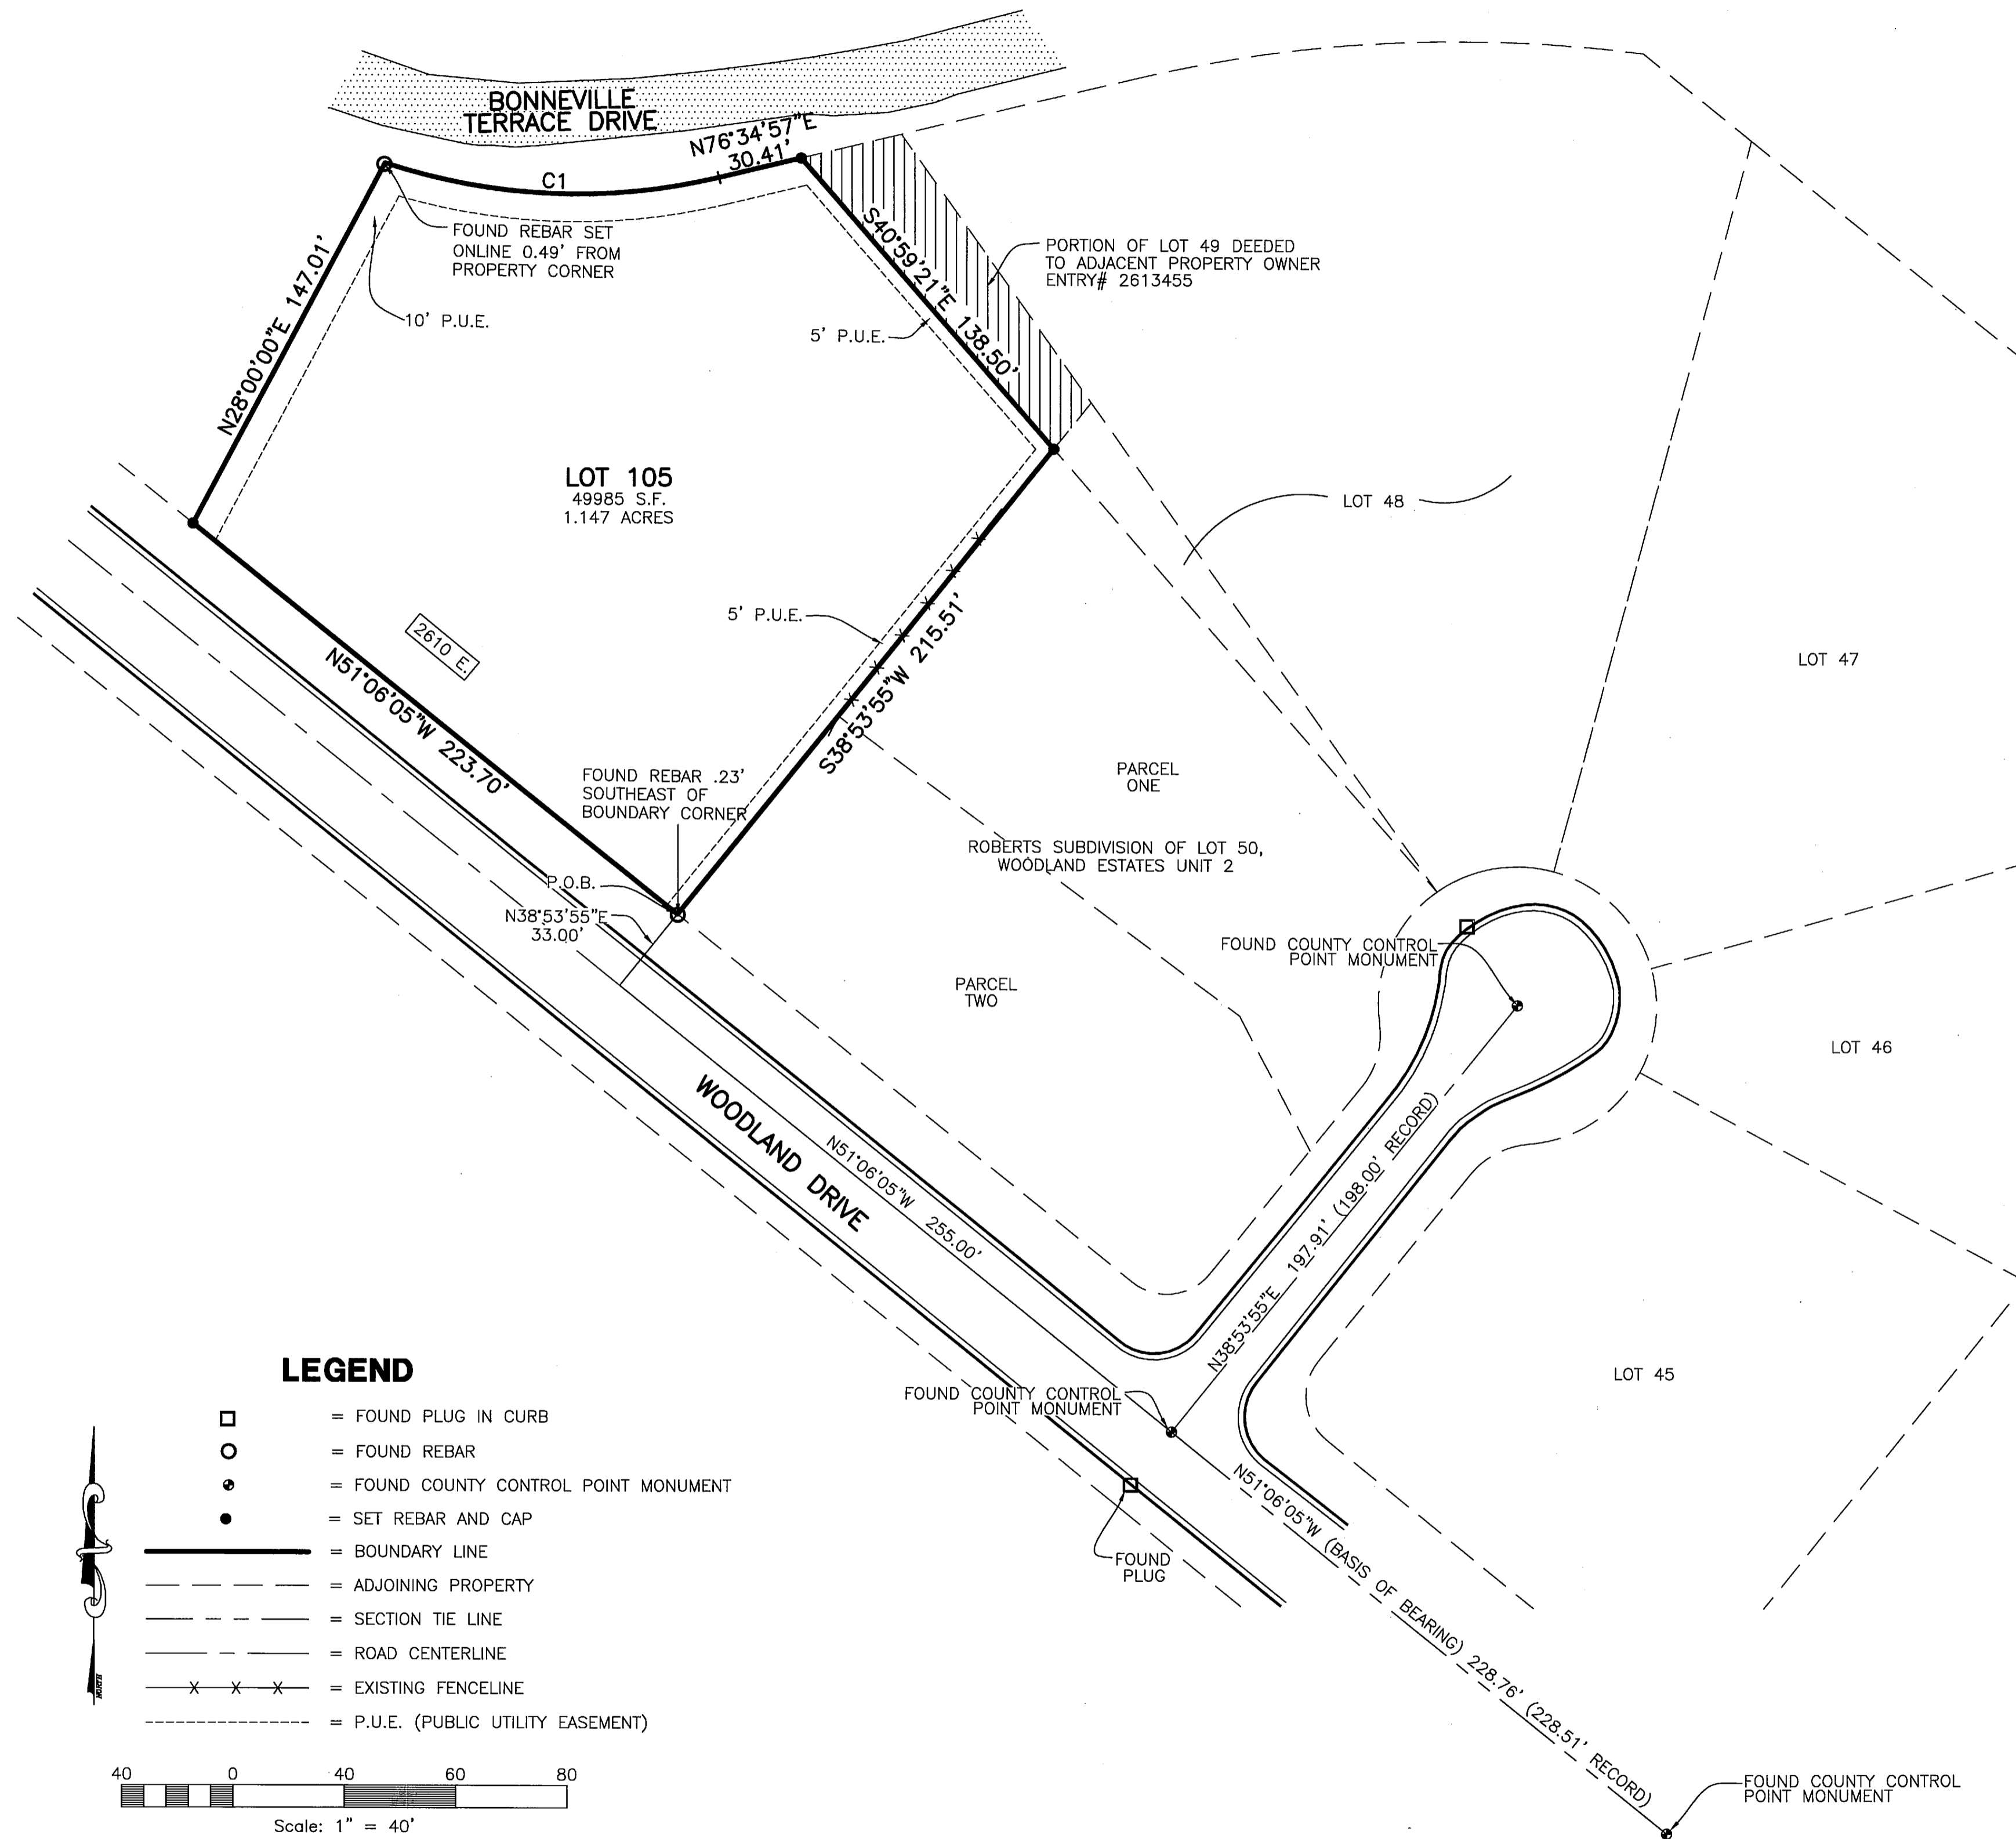 BONNEVILLE
TERRACE DRIVE
N76°34'57"E
30.41'
C1
FOUND REBAR SET
ONLINE 0.49' FROM
PROPERTY CORNER
N28°00'00"E 147.01'
10' P.U.E.
S40°59'21"E 138.50'
5' P.U.E.
PORTION OF LOT 49 DEEDED
TO ADJACENT PROPERTY OWNER
ENTRY# 2613455
LOT 105
49985 S.F.
1.147 ACRES
LOT 48
LOT 47
2610 E.
N51°06'05"W 223.70'
5' P.U.E.
S38°53'55"W 215.51'
FOUND REBAR .23'
SOUTHEAST OF
BOUNDARY CORNER
PARCEL
ONE
ROBERTS SUBDIVISION OF LOT 50,
WOODLAND ESTATES UNIT 2
P.O.B.
N38°53'55"E
33.00'
FOUND COUNTY CONTROL
POINT MONUMENT
PARCEL
TWO
LOT 46
WOODLAND DRIVE
N51°06'05"W 255.00'
N38°53'55"E 197.91' (198.00' RECORD)
LOT 45
FOUND COUNTY CONTROL
POINT MONUMENT
N51°06'05"W (BASIS OF BEARING) 228.76' (228.51' RECORD)
FOUND
PLUG
FOUND COUNTY CONTROL
POINT MONUMENT
LEGEND
= FOUND PLUG IN CURB
= FOUND REBAR
= FOUND COUNTY CONTROL POINT MONUMENT
= SET REBAR AND CAP
= BOUNDARY LINE
= ADJOINING PROPERTY
= SECTION TIE LINE
= ROAD CENTERLINE
= EXISTING FENCELINE
= P.U.E. (PUBLIC UTILITY EASEMENT)
NORTH
40 0 40 60 80
Scale: 1" = 40'